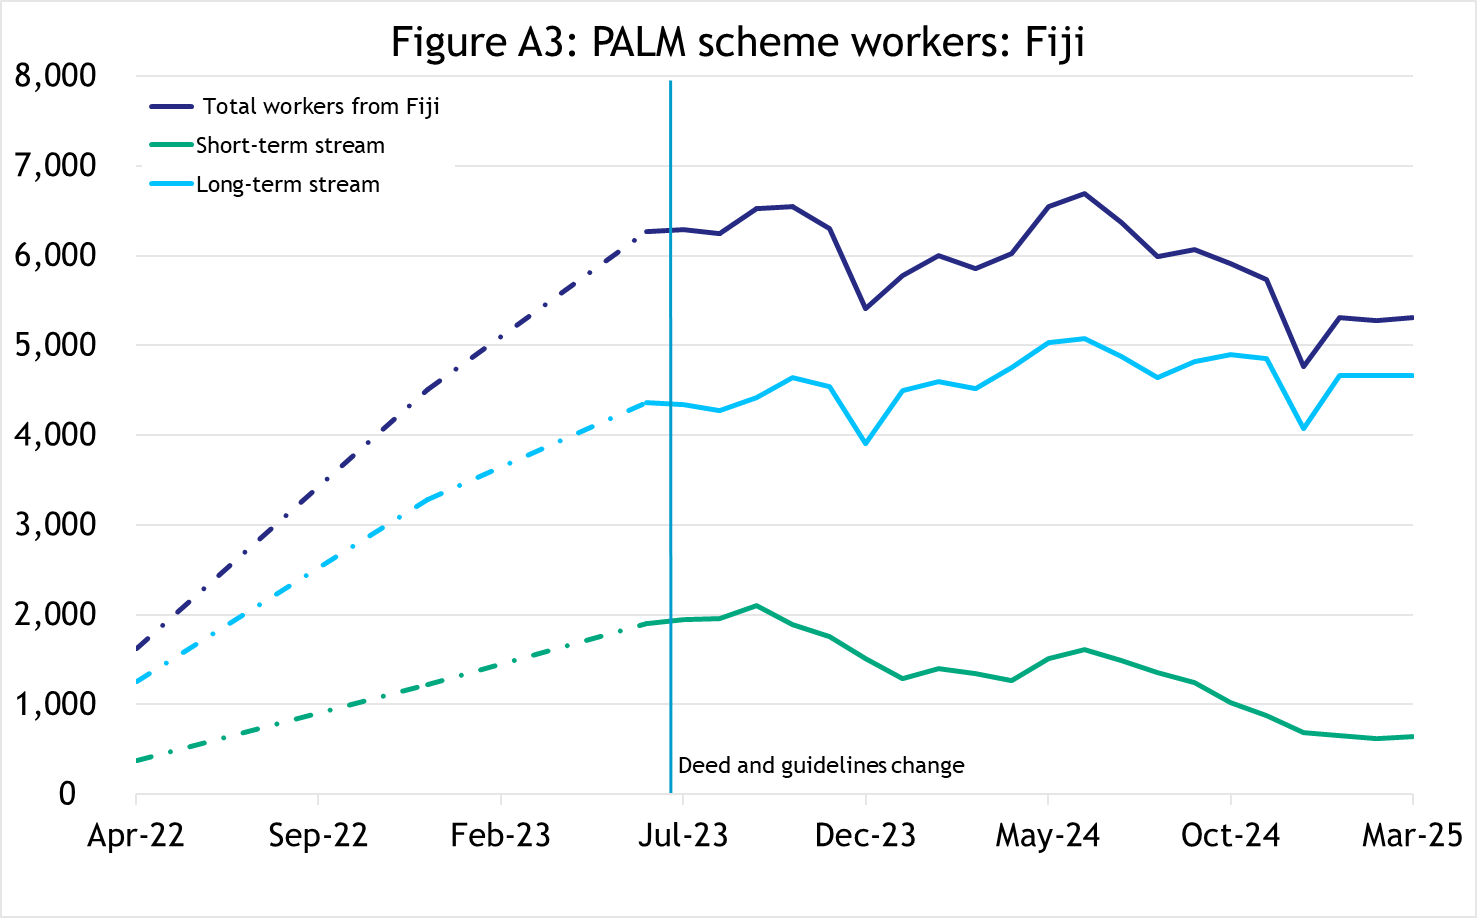 Figure A3: PALM scheme workers: Fiji
8,000
7,000
6,000
5,000
4,000
3,000
2,000
1,000
0
Total workers from Fiji
Short-term stream
Long-term stream
Deed and guidelines change
Apr-22 Sep-22 Feb-23 Jul-23 Dec-23 May-24 Oct-24 Mar-25